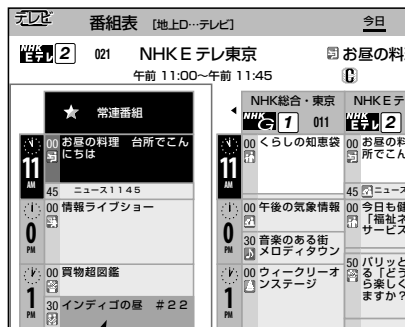 テレビ 番組表 [地上D…テレビ] 今日
NHK Eテレ 2 021 NHKEテレ東京 お昼の料
午前 11:00～午前 11:45
★ 常連番組
11 AM
00 お昼の料理 台所でこん
にちは
45 ニュース1145
0 PM
00 情報ライブショー
1 PM
00 買物超図鑑
30 インディゴの昼 #22
NHK総合・東京
NHK G 1 011
11 AM
00 くらしの知恵袋
0 PM
00 午後の気象情報
30 音楽のある街
メロディタウン
1 PM
00 ウィークリーオ
ンステージ
NHKEテ
NHK Eテレ 2
00 お昼の料
所でこん
45 ニュース
00 今日も健
「福祉ネ
サービス
50 パリッと
る「どう
ら楽しく
ますか？